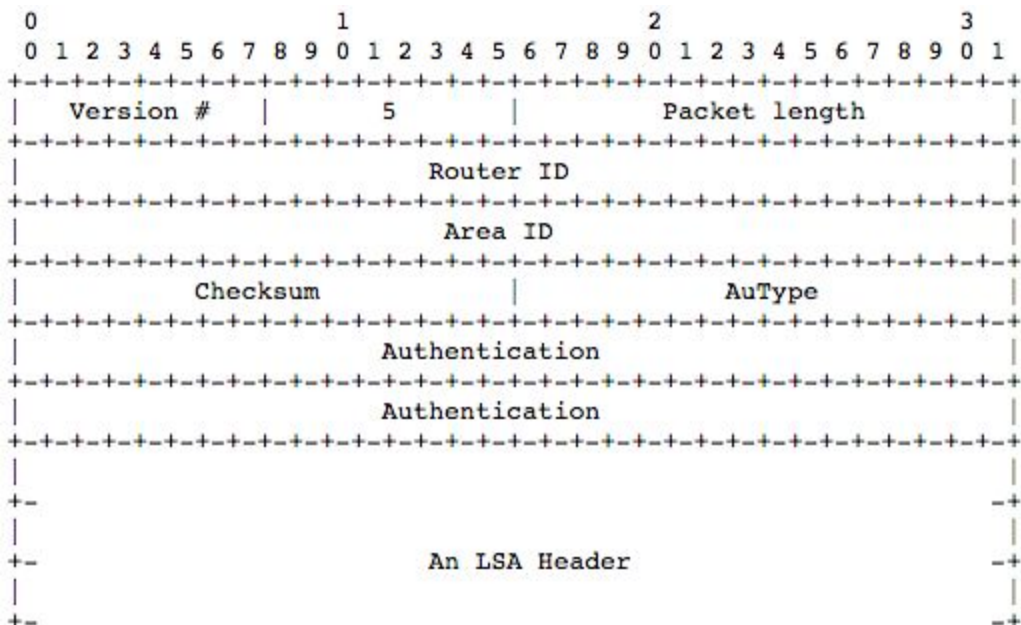 0                   1                   2                   3
0 1 2 3 4 5 6 7 8 9 0 1 2 3 4 5 6 7 8 9 0 1 2 3 4 5 6 7 8 9 0 1
+-+-+-+-+-+-+-+-+-+-+-+-+-+-+-+-+-+-+-+-+-+-+-+-+-+-+-+-+-+-+-+-+
|   Version #   |       5       |         Packet length         |
+-+-+-+-+-+-+-+-+-+-+-+-+-+-+-+-+-+-+-+-+-+-+-+-+-+-+-+-+-+-+-+-+
|                          Router ID                            |
+-+-+-+-+-+-+-+-+-+-+-+-+-+-+-+-+-+-+-+-+-+-+-+-+-+-+-+-+-+-+-+-+
|                           Area ID                             |
+-+-+-+-+-+-+-+-+-+-+-+-+-+-+-+-+-+-+-+-+-+-+-+-+-+-+-+-+-+-+-+-+
|           Checksum            |             AuType            |
+-+-+-+-+-+-+-+-+-+-+-+-+-+-+-+-+-+-+-+-+-+-+-+-+-+-+-+-+-+-+-+-+
|                       Authentication                          |
+-+-+-+-+-+-+-+-+-+-+-+-+-+-+-+-+-+-+-+-+-+-+-+-+-+-+-+-+-+-+-+-+
|                       Authentication                          |
+-+-+-+-+-+-+-+-+-+-+-+-+-+-+-+-+-+-+-+-+-+-+-+-+-+-+-+-+-+-+-+-+
|                                                               |
+-                                                             -+
|                                                               |
+-                         An LSA Header                       -+
|                                                               |
+-                                                             -+